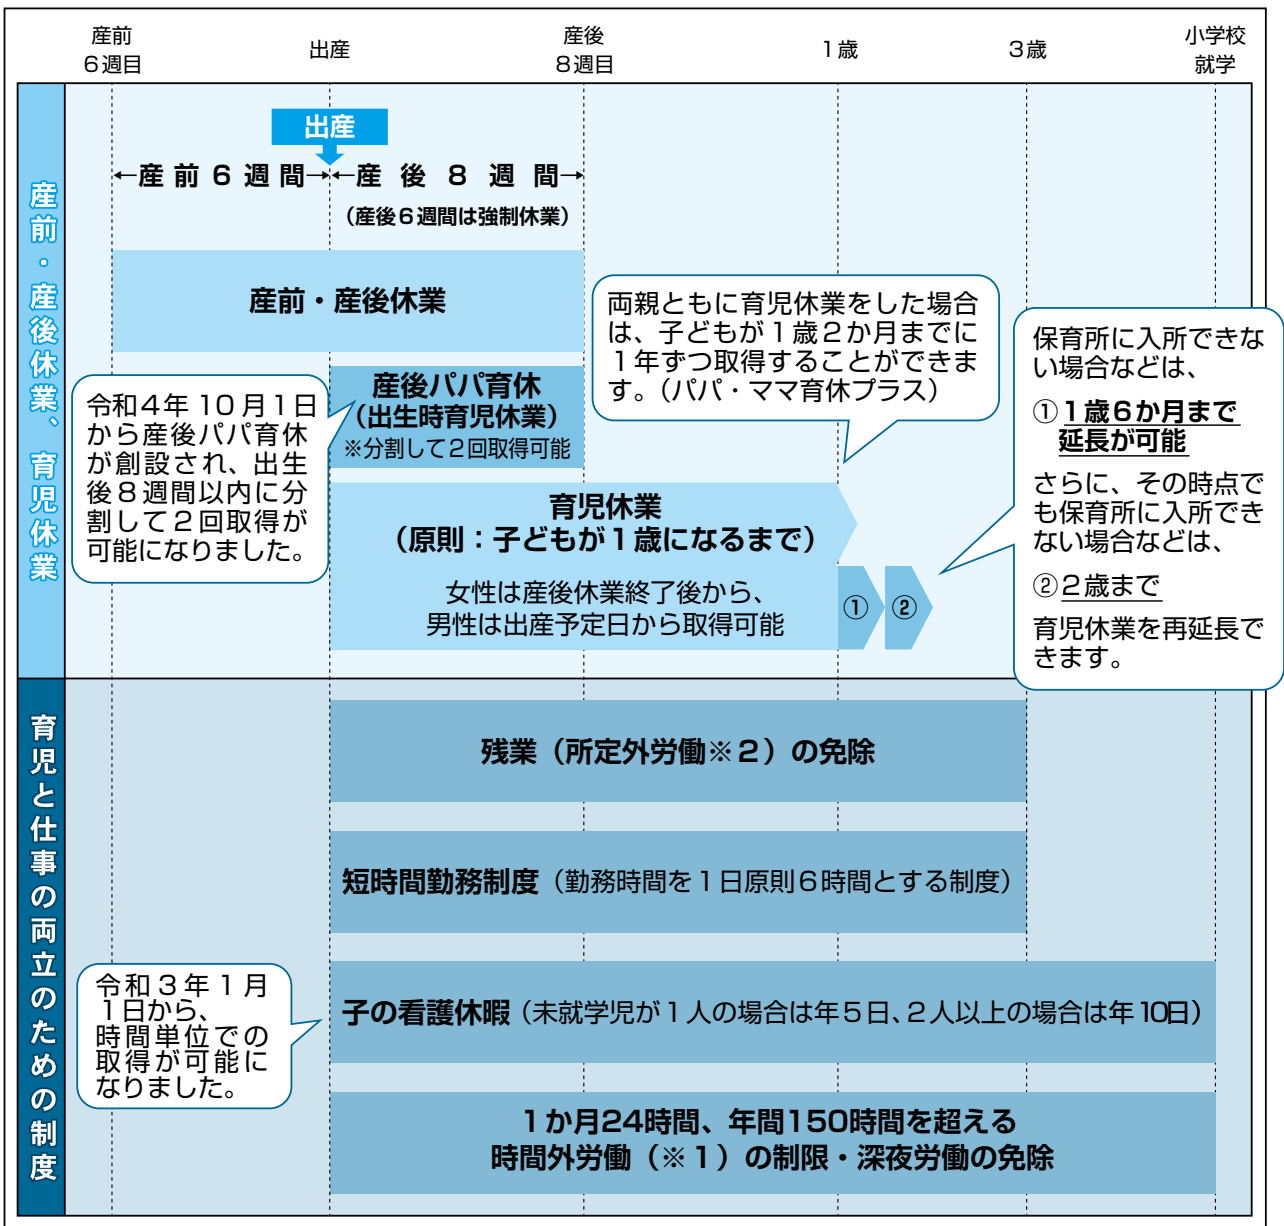 産前
6週目
出産
産後
8週目
1歳
3歳
小学校
就学
産前・産後休業、育児休業
出産
←産前6週間→
←産後8週間→
(産後6週間は強制休業)
産前・産後休業
産後パパ育休
(出生時育児休業)
※分割して2回取得可能
令和4年10月1日
から産後パパ育休
が創設され、出生
後8週間以内に分
割して2回取得が
可能になりました。
両親ともに育児休業をした場合
は、子どもが1歳2か月までに
1年ずつ取得することができま
す。(パパ・ママ育休プラス)
育児休業
(原則:子どもが1歳になるまで)
女性は産後休業終了後から、
男性は出産予定日から取得可能
①
②
保育所に入所できな
い場合などは、
①1歳6か月まで
延長が可能
さらに、その時点で
も保育所に入所でき
ない場合などは、
②2歳まで
育児休業を再延長で
きます。
育児と仕事の両立のための制度
残業(所定外労働※2)の免除
短時間勤務制度(勤務時間を1日原則6時間とする制度)
令和3年1月
1日から、
時間単位での
取得が可能に
なりました。
子の看護休暇(未就学児が1人の場合は年5日、2人以上の場合は年10日)
1か月24時間、年間150時間を超える
時間外労働(※1)の制限・深夜労働の免除